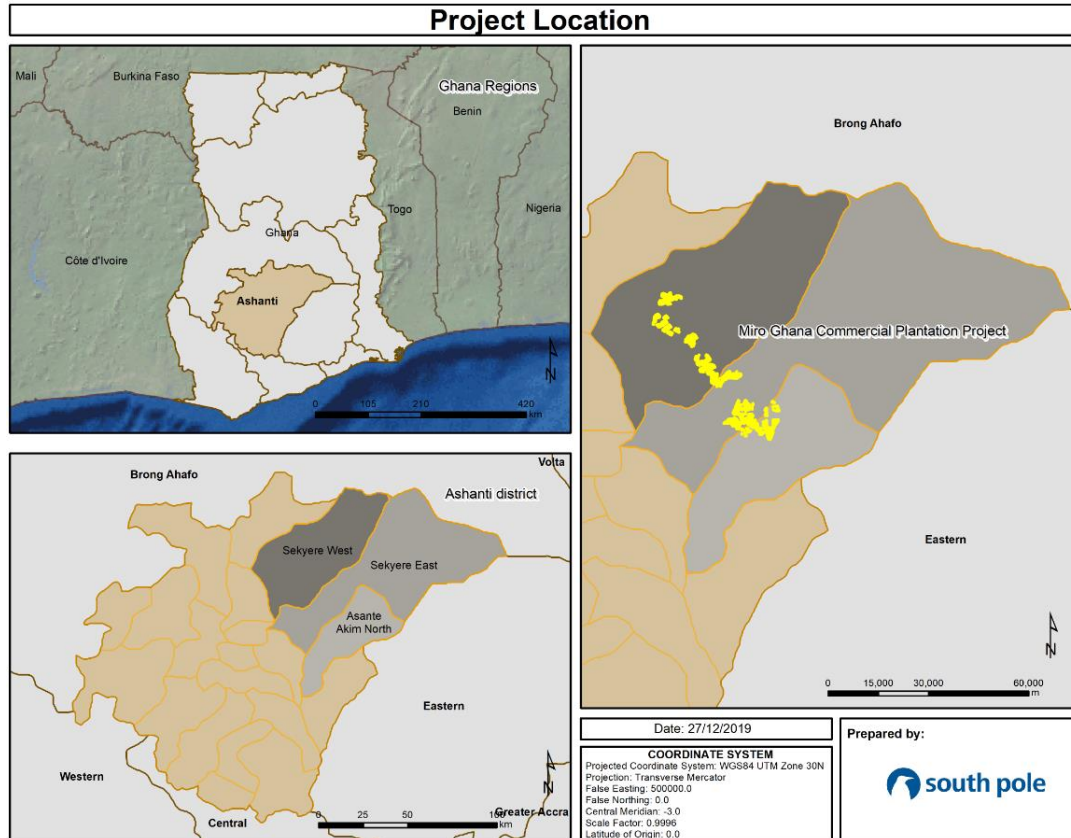 Project Location
Mali
Burkina Faso
Ghana Regions
Benin
Togo
Nigeria
Ghana
Côte d'Ivoire
Ashanti
N
0 105 210 420
km
Brong Ahafo
Volta
Ashanti district
Sekyere West
Sekyere East
Asante
Akim North
Eastern
Western
Central
Greater Accra
N
0 25 50 100
km
Brong Ahafo
Miro Ghana Commercial Plantation Project
Eastern
N
0 15,000 30,000 60,000
m
Date: 27/12/2019
COORDINATE SYSTEM
Projected Coordinate System: WGS84 UTM Zone 30N
Projection: Transverse Mercator
False Easting: 500000.0
False Northing: 0.0
Central Meridian: -3.0
Scale Factor: 0.9996
Latitude of Origin: 0.0
Prepared by:
south pole